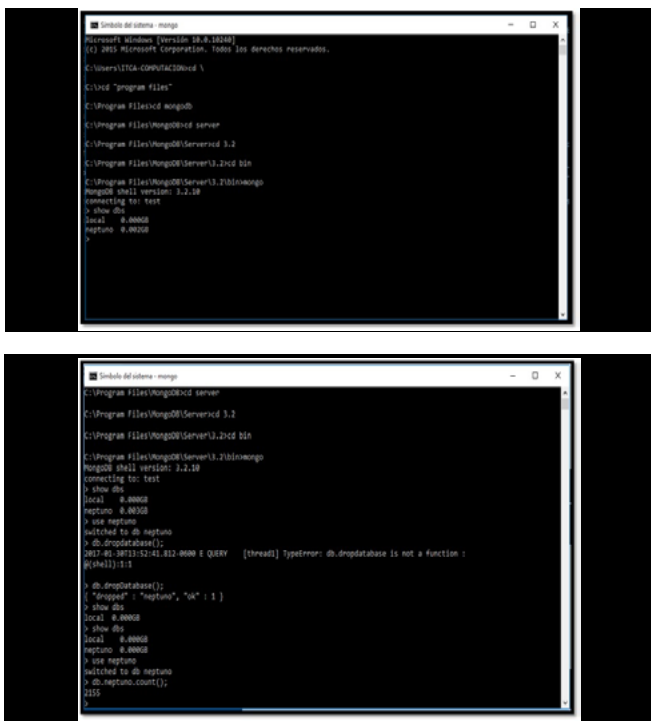 Símbolo del sistema - mongo
Microsoft Windows [Versión 10.0.10240]
(c) 2015 Microsoft Corporation. Todos los derechos reservados.
C:\Users\ITCA-COMPUTACION>cd \
C:\>cd "program files"
C:\Program Files>cd mongodb
C:\Program Files\MongoDB>cd server
C:\Program Files\MongoDB\Server>cd 3.2
C:\Program Files\MongoDB\Server\3.2>cd bin
C:\Program Files\MongoDB\Server\3.2\bin>mongo
MongoDB shell version: 3.2.10
connecting to: test
> show dbs
local 0.000GB
neptuno 0.002GB
>
Símbolo del sistema - mongo
C:\Program Files\MongoDB>cd server
C:\Program Files\MongoDB\Server>cd 3.2
C:\Program Files\MongoDB\Server\3.2>cd bin
C:\Program Files\MongoDB\Server\3.2\bin>mongo
MongoDB shell version: 3.2.10
connecting to: test
> show dbs
local 0.000GB
neptuno 0.003GB
> use neptuno
switched to db neptuno
> db.dropdatabase();
2017-01-30T13:52:41.812-0600 E QUERY [thread1] TypeError: db.dropdatabase is not a function :
@(shell):1:1
> db.dropDatabase();
{ "dropped" : "neptuno", "ok" : 1 }
> show dbs
local 0.000GB
> show dbs
local 0.000GB
neptuno 0.000GB
> use neptuno
switched to db neptuno
> db.neptuno.count();
2155
>